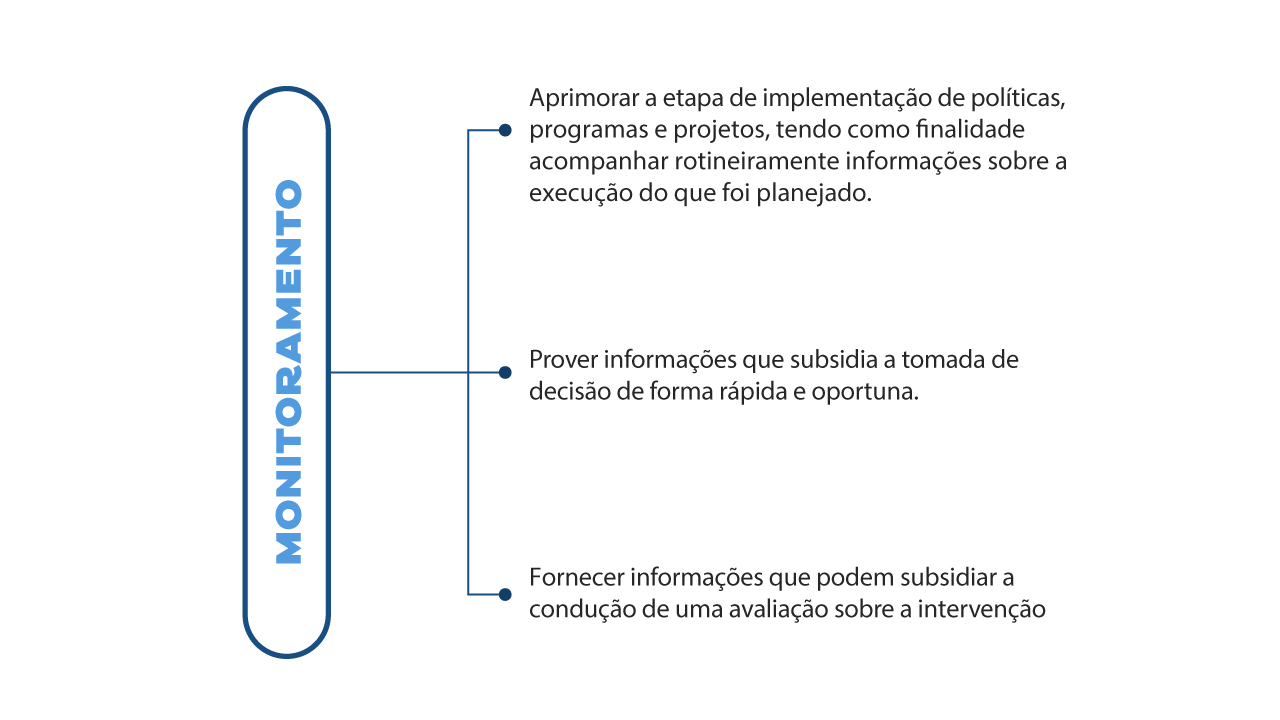 MONITORAMENTO
Aprimorar a etapa de implementação de políticas,
programas e projetos, tendo como finalidade
acompanhar rotineiramente informações sobre a
execução do que foi planejado.
Prover informações que subsidia a tomada de
decisão de forma rápida e oportuna.
Fornecer informações que podem subsidiar a
condução de uma avaliação sobre a intervenção